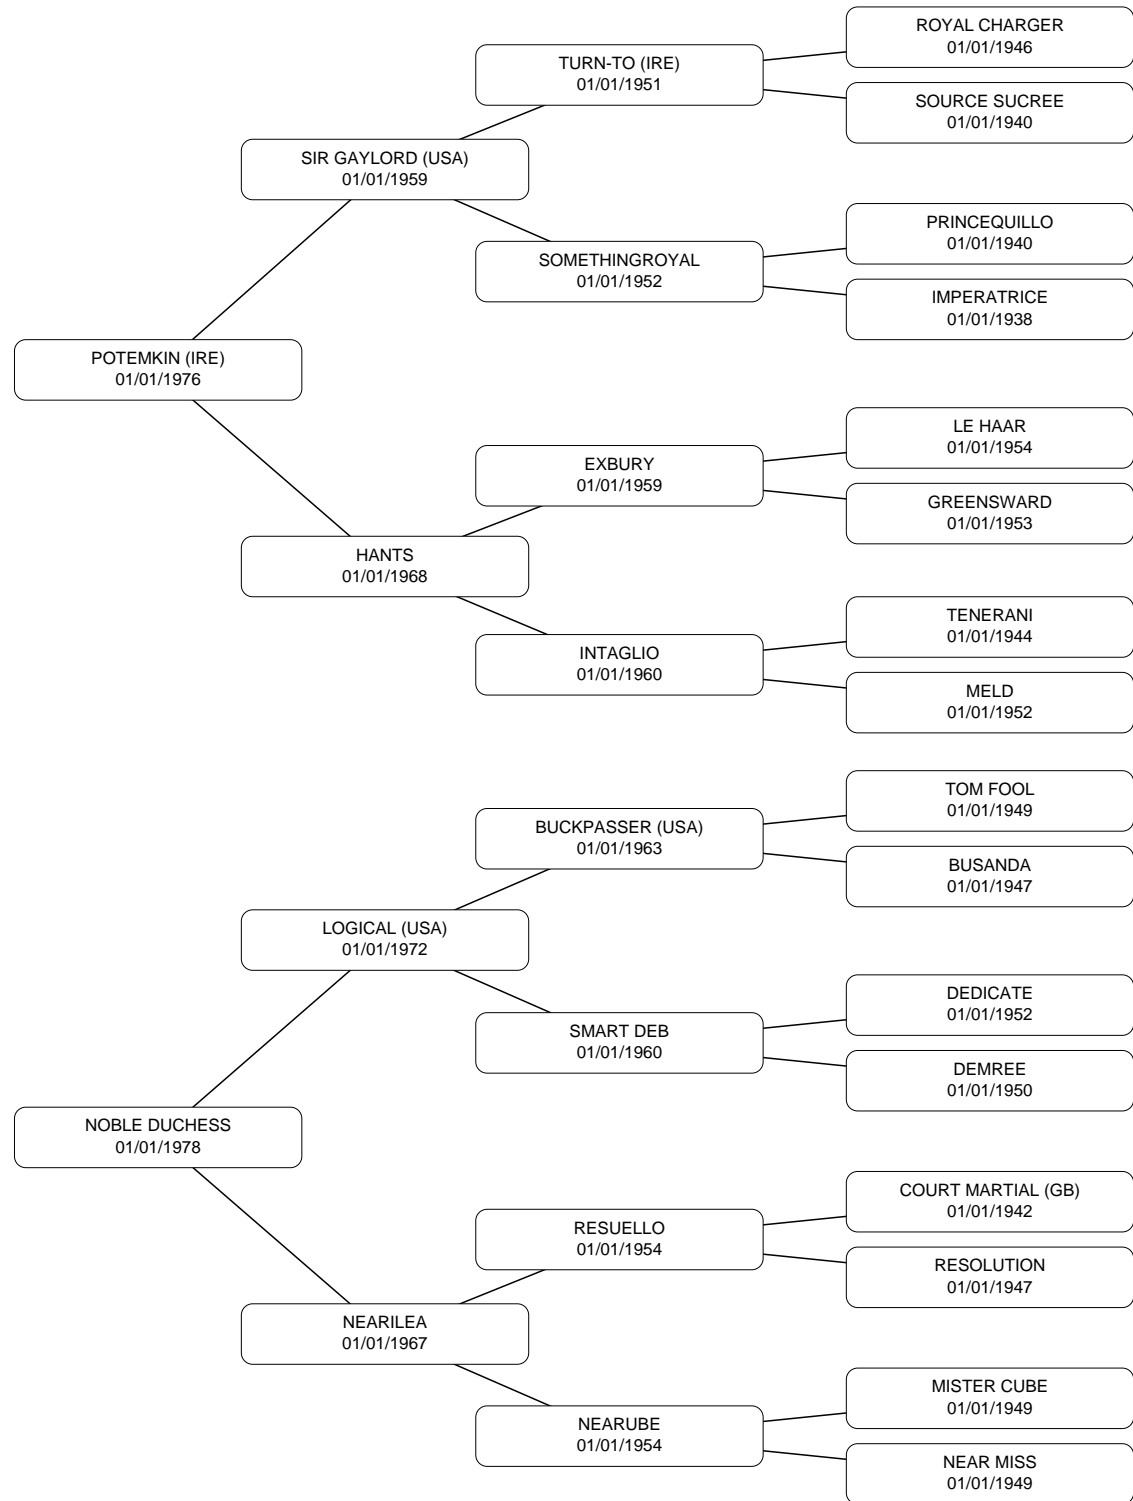 ROYAL CHARGER
01/01/1946
TURN-TO (IRE)
01/01/1951
SOURCE SUCREE
01/01/1940
SIR GAYLORD (USA)
01/01/1959
PRINCEQUILLO
01/01/1940
SOMETHINGROYAL
01/01/1952
IMPERATRICE
01/01/1938
POTEMKIN (IRE)
01/01/1976
LE HAAR
01/01/1954
EXBURY
01/01/1959
GREENSWARD
01/01/1953
HANTS
01/01/1968
TENERANI
01/01/1944
INTAGLIO
01/01/1960
MELD
01/01/1952
TOM FOOL
01/01/1949
BUCKPASSER (USA)
01/01/1963
BUSANDA
01/01/1947
LOGICAL (USA)
01/01/1972
DEDICATE
01/01/1952
SMART DEB
01/01/1960
DEMREE
01/01/1950
NOBLE DUCHESS
01/01/1978
COURT MARTIAL (GB)
01/01/1942
RESUELLO
01/01/1954
RESOLUTION
01/01/1947
NEARILEA
01/01/1967
MISTER CUBE
01/01/1949
NEARUBE
01/01/1954
NEAR MISS
01/01/1949